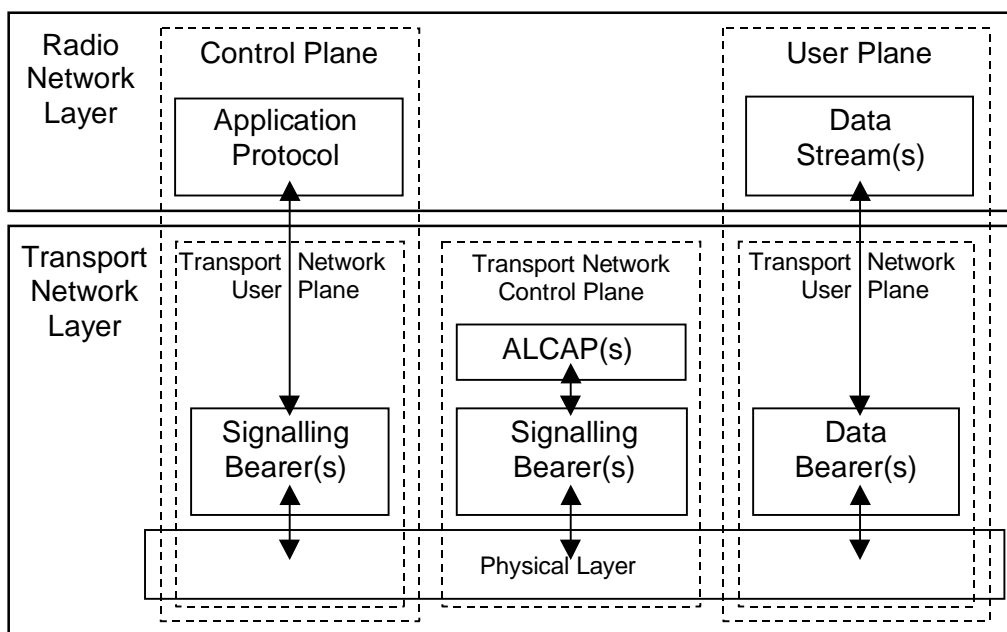 Radio
Network
Layer
Control Plane
User Plane
Application
Protocol
Data
Stream(s)
Transport
Network
Layer
Transport Network
User Plane
Transport Network
Control Plane
Transport Network
User Plane
ALCAP(s)
Signalling
Bearer(s)
Signalling
Bearer(s)
Data
Bearer(s)
Physical Layer